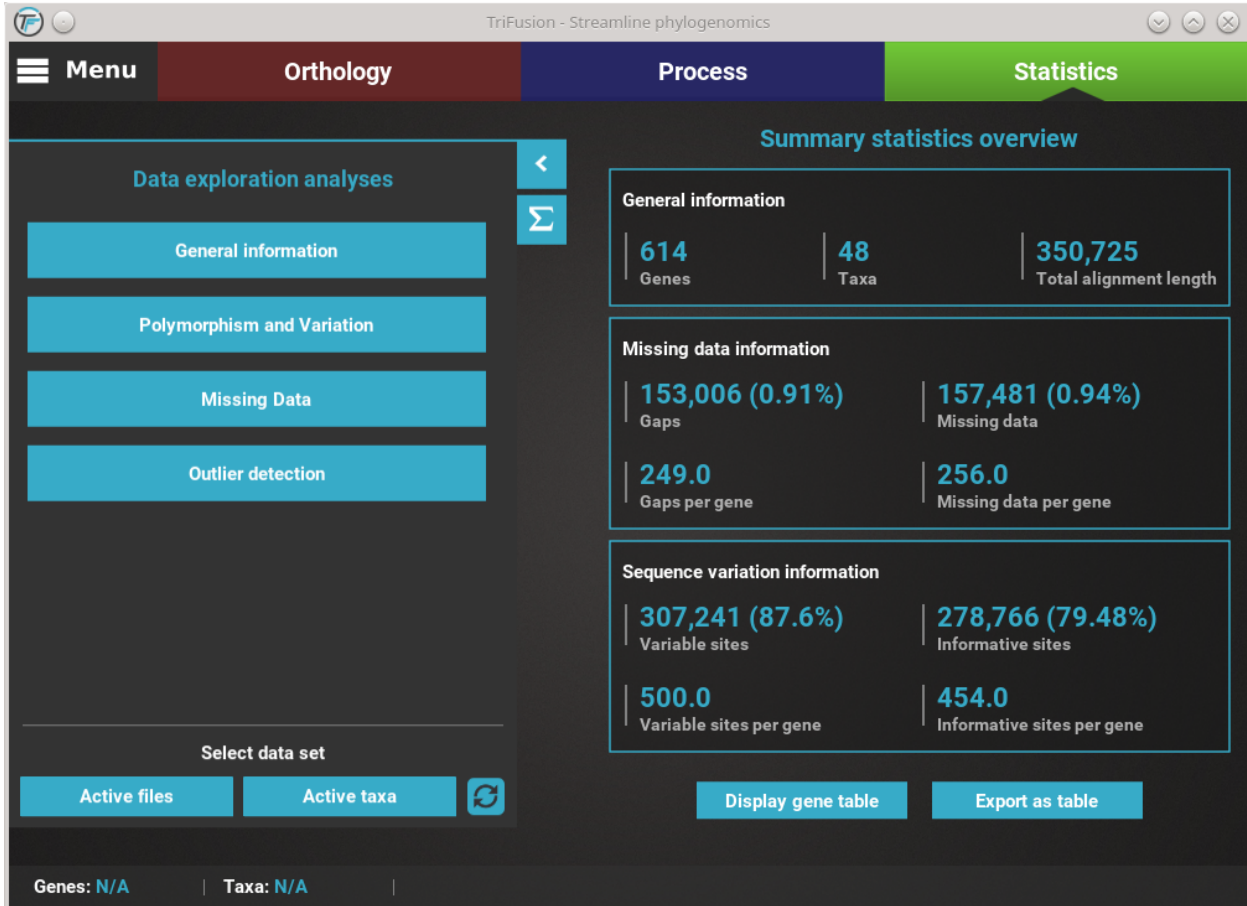 TF
TriFusion - Streamline phylogenomics
Menu
Orthology
Process
Statistics
Data exploration analyses
General information
Polymorphism and Variation
Missing Data
Outlier detection
Select data set
Active files
Active taxa
Σ
Summary statistics overview
General information
614
Genes
48
Taxa
350,725
Total alignment length
Missing data information
153,006 (0.91%)
Gaps
157,481 (0.94%)
Missing data
249.0
Gaps per gene
256.0
Missing data per gene
Sequence variation information
307,241 (87.6%)
Variable sites
278,766 (79.48%)
Informative sites
500.0
Variable sites per gene
454.0
Informative sites per gene
Display gene table
Export as table
Genes: N/A | Taxa: N/A |